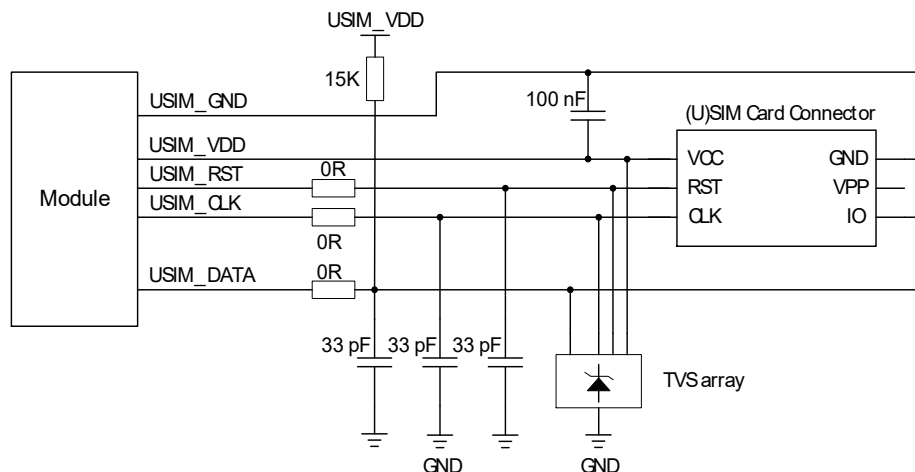 USIM_VDD
15K
USIM_GND
100 nF
(U)SIM Card Connector
USIM_VDD
VCC
GND
USIM_RST
0R
RST
VPP
Module
USIM_CLK
CLK
IO
0R
USIM_DATA
0R
33 pF
33 pF
33 pF
TVS array
GND
GND